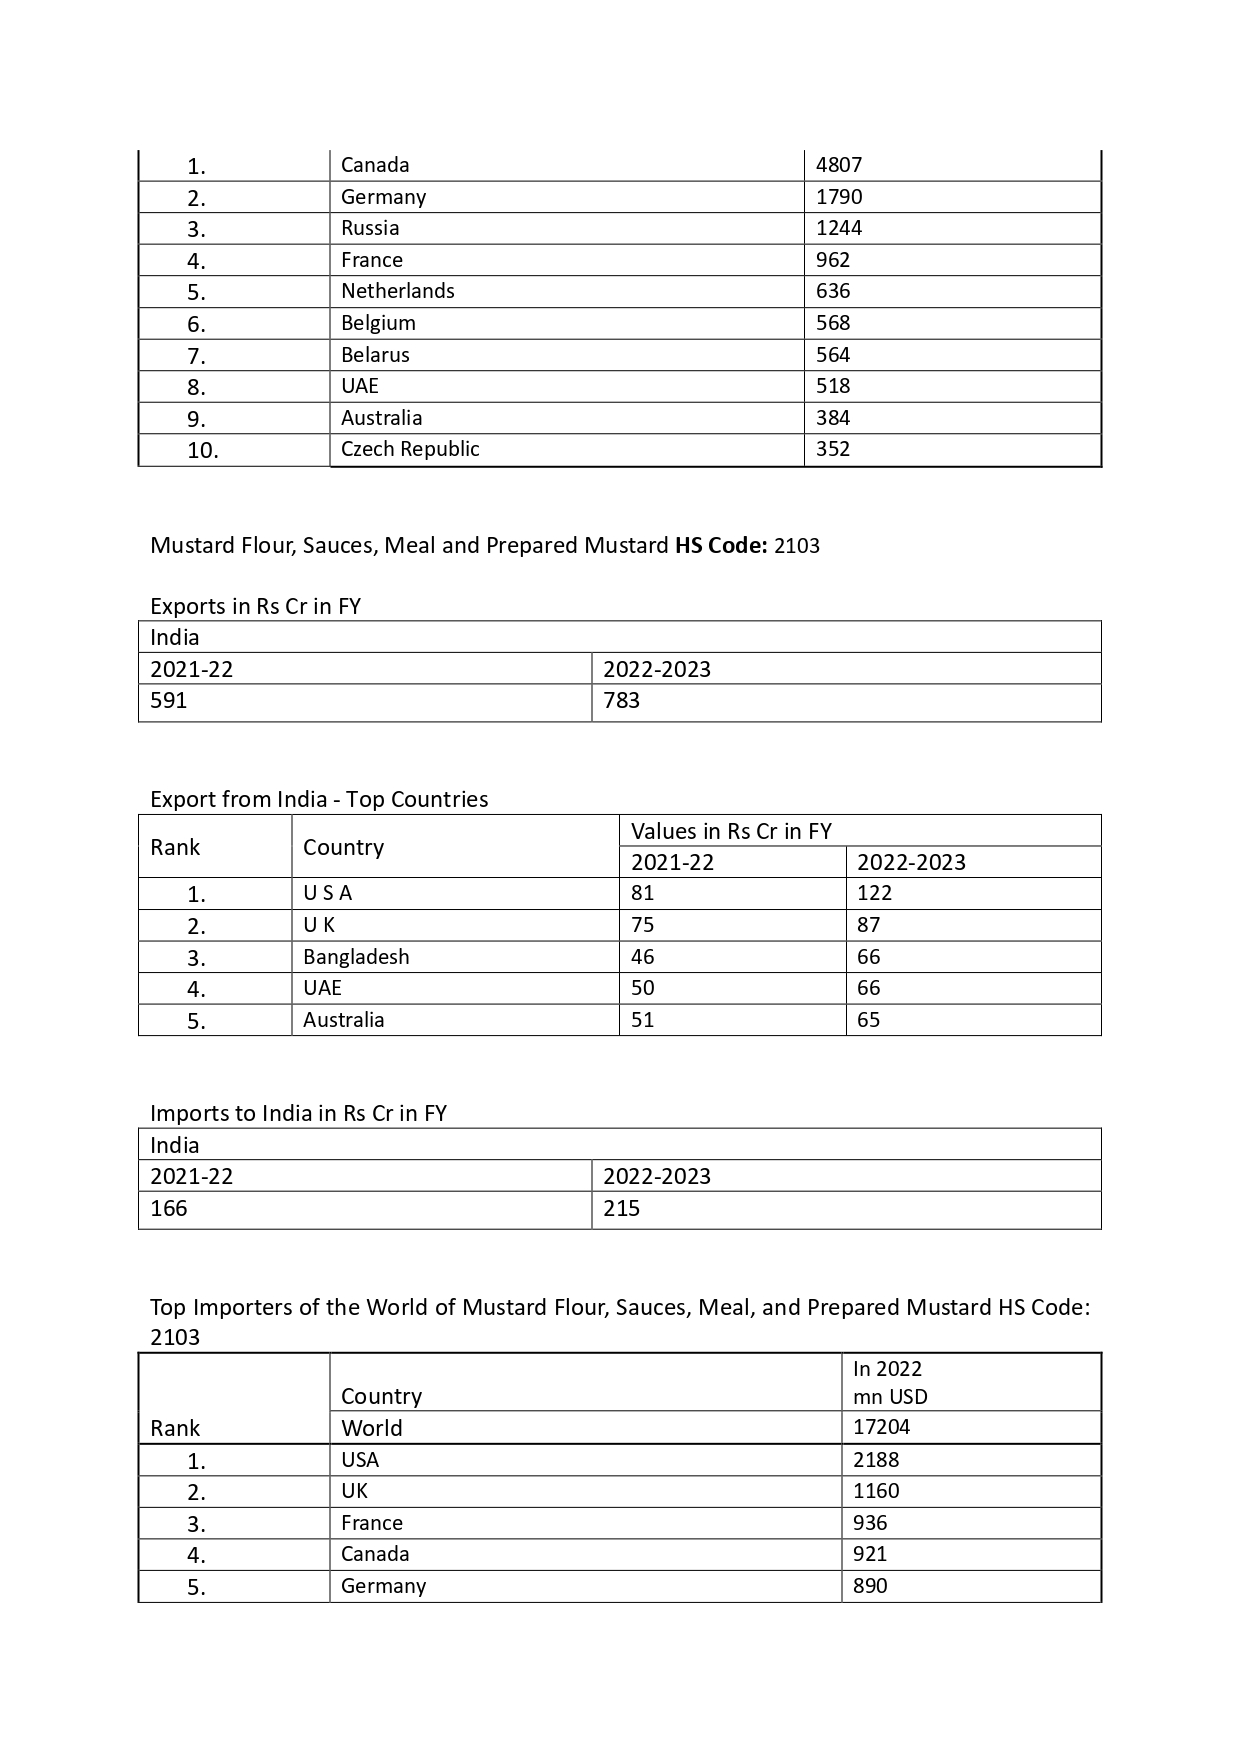 1. Canada 4807
2. Germany 1790
3. Russia 1244
4. France 962
5. Netherlands 636
6. Belgium 568
7. Belarus 564
8. UAE 518
9. Australia 384
10. Czech Republic 352
Mustard Flour, Sauces, Meal and Prepared Mustard HS Code: 2103
Exports in Rs Cr in FY
India
2021-22 2022-2023
591 783
Export from India - Top Countries
Rank Country Values in Rs Cr in FY
2021-22 2022-2023
1. U S A 81 122
2. U K 75 87
3. Bangladesh 46 66
4. UAE 50 66
5. Australia 51 65
Imports to India in Rs Cr in FY
India
2021-22 2022-2023
166 215
Top Importers of the World of Mustard Flour, Sauces, Meal, and Prepared Mustard HS Code:
2103
In 2022
Country mn USD
Rank World 17204
1. USA 2188
2. UK 1160
3. France 936
4. Canada 921
5. Germany 890